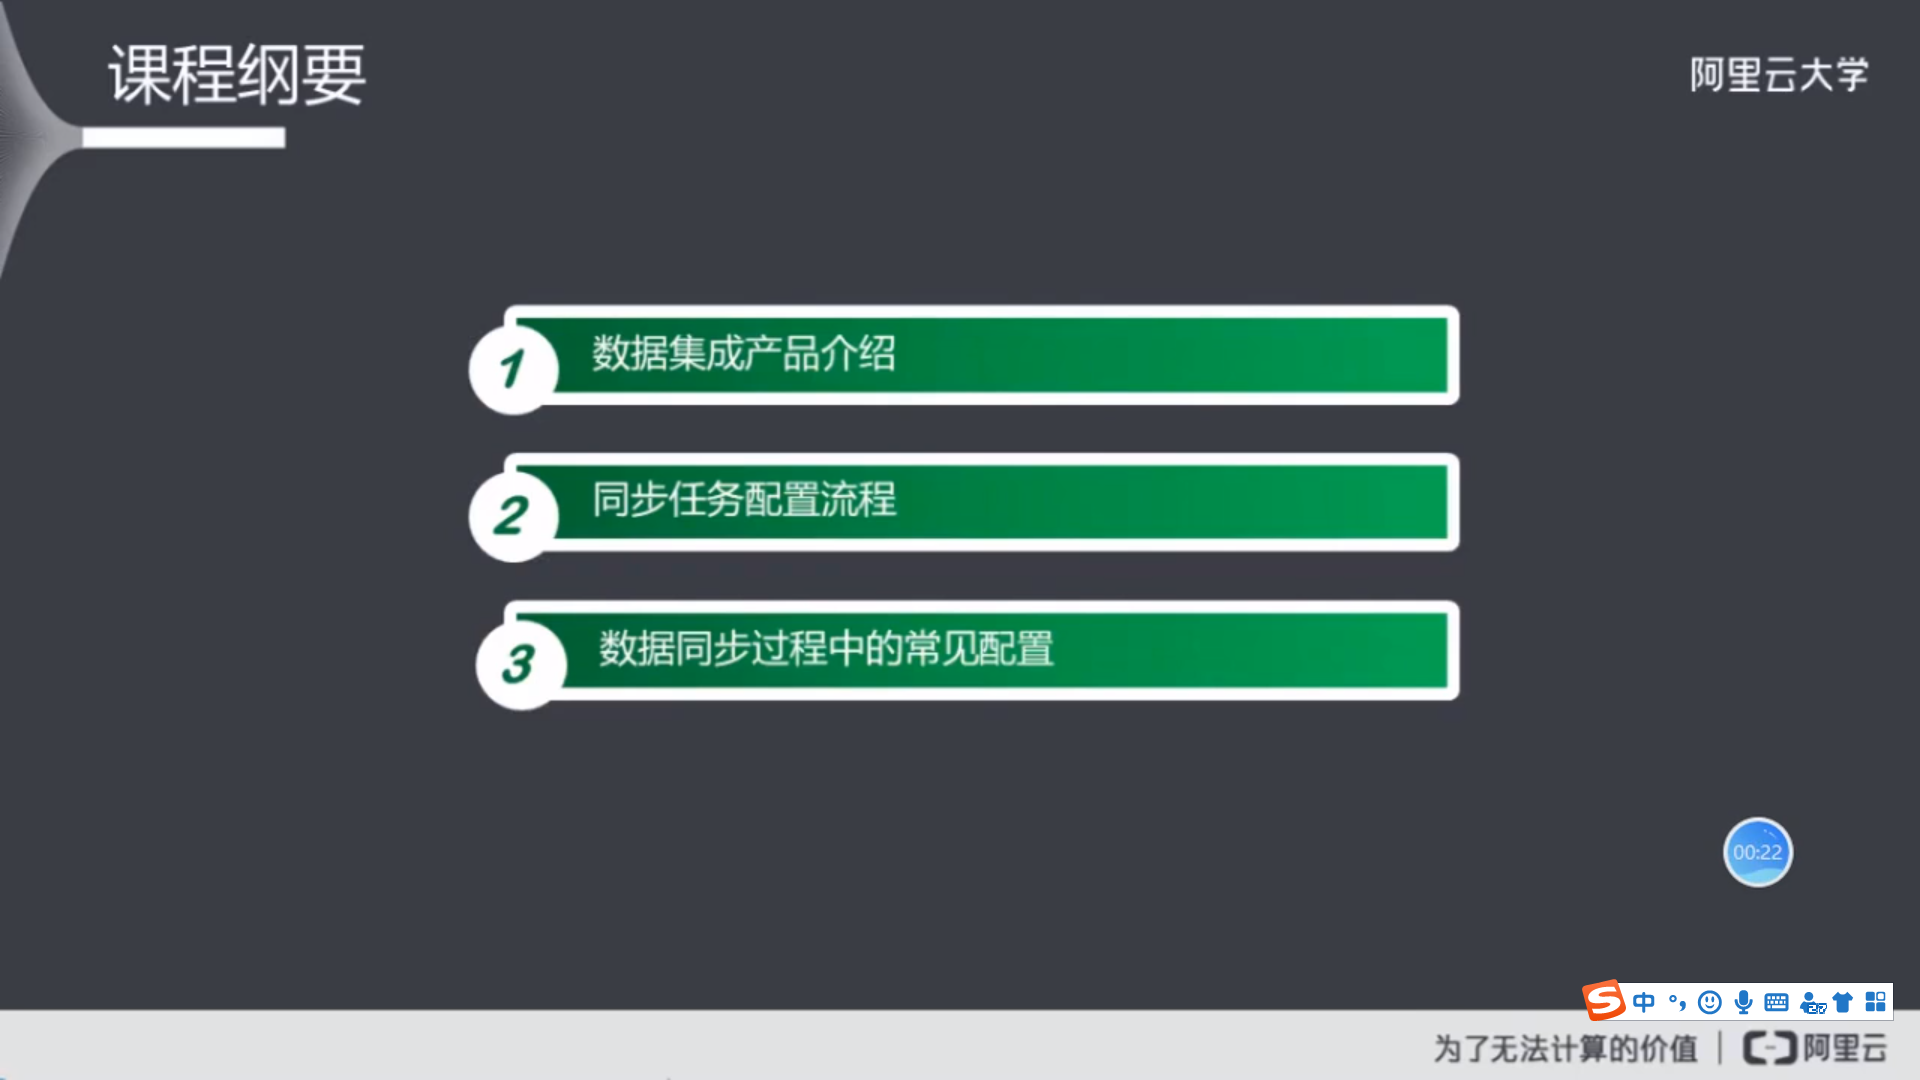 课程纲要
阿里云大学
1 数据集成产品介绍
2 同步任务配置流程
3 数据同步过程中的常见配置
00:22
中
为了无法计算的价值 | 阿里云